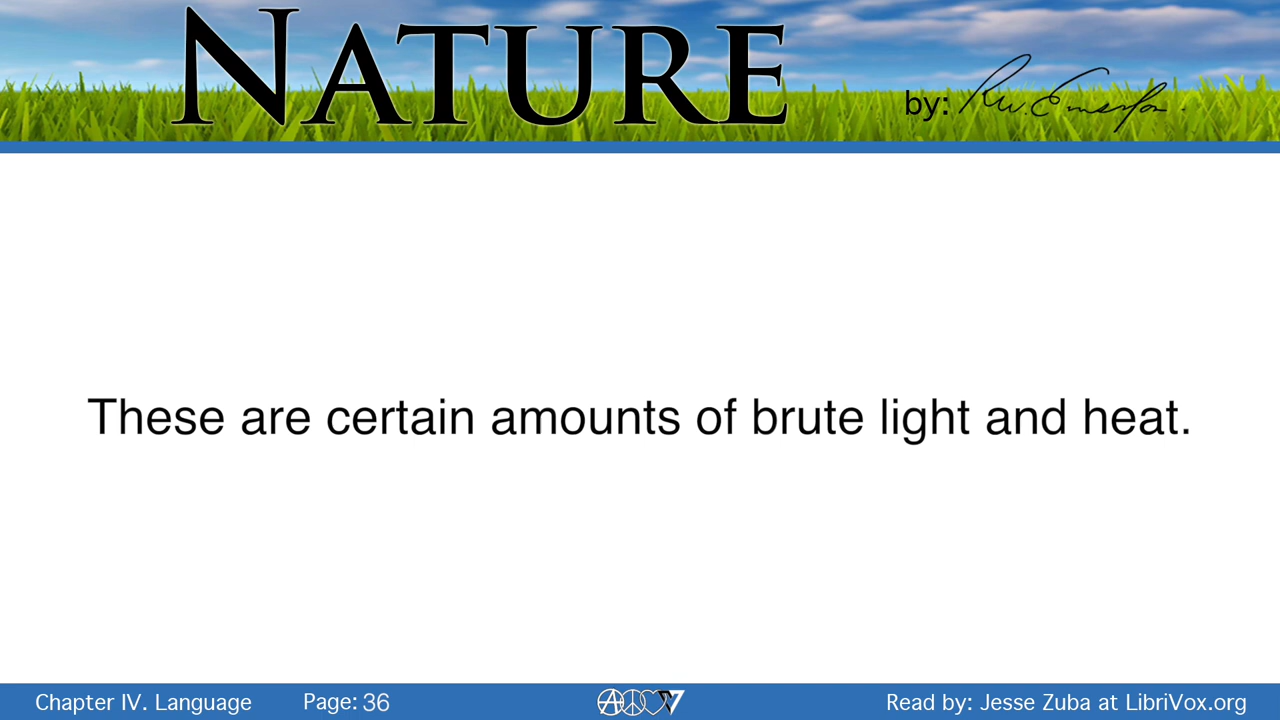 NATURE
by: R.W. Emerson.
These are certain amounts of brute light and heat.
Chapter IV. Language
Page: 36
Read by: Jesse Zuba at LibriVox.org